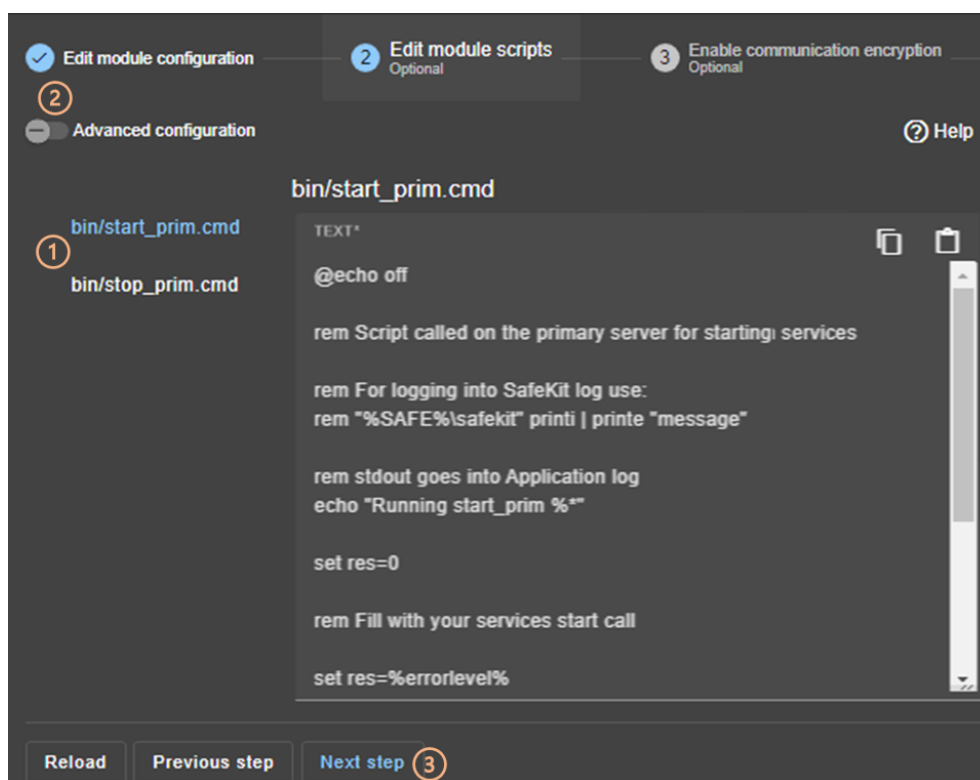 Edit module configuration
2
Edit module scripts
Optional
3
Enable communication encryption
Optional
2
Advanced configuration
? Help
bin/start_prim.cmd
bin/start_prim.cmd
1
bin/stop_prim.cmd
TEXT*
@echo off
rem Script called on the primary server for starting services
rem For logging into SafeKit log use:
rem "%SAFE%\safekit" printi | printe "message"
rem stdout goes into Application log
echo "Running start_prim %*"
set res=0
rem Fill with your services start call
set res=%errorlevel%
Reload
Previous step
Next step
3